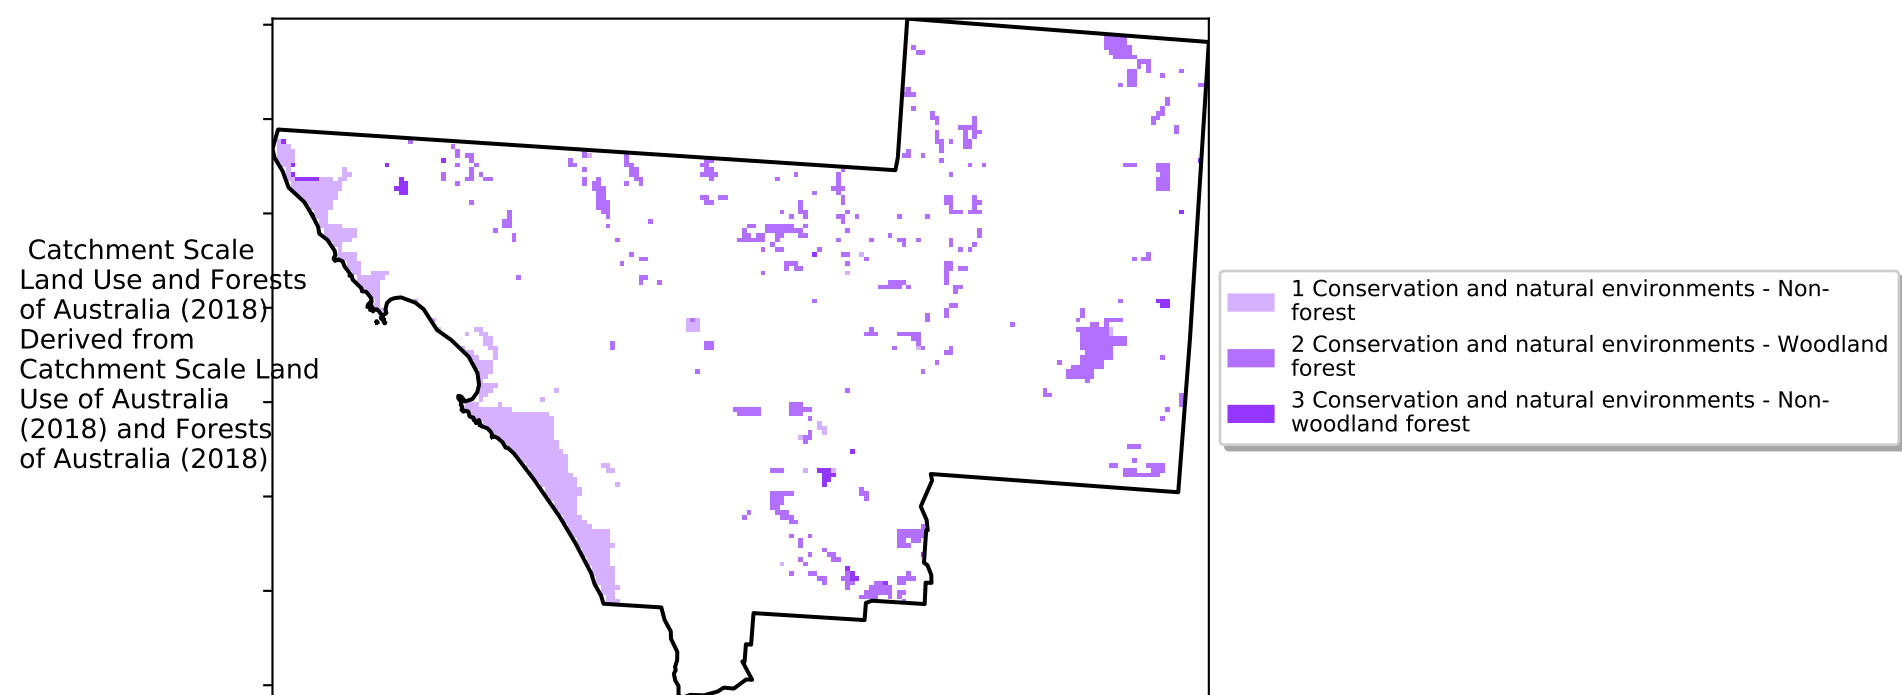 Catchment Scale
Land Use and Forests
of Australia (2018)
Derived from
Catchment Scale Land
Use of Australia
(2018) and Forests
of Australia (2018)
1 Conservation and natural environments - Non-
forest
2 Conservation and natural environments - Woodland
forest
3 Conservation and natural environments - Non-
woodland forest